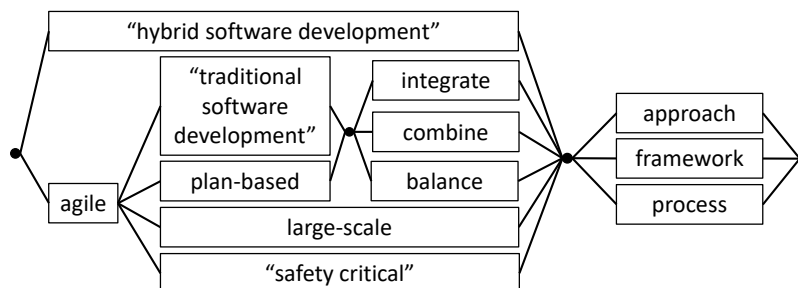 “hybrid software development”
“traditional
software
development”
integrate
combine
balance
plan-based
agile
large-scale
“safety critical”
approach
framework
process